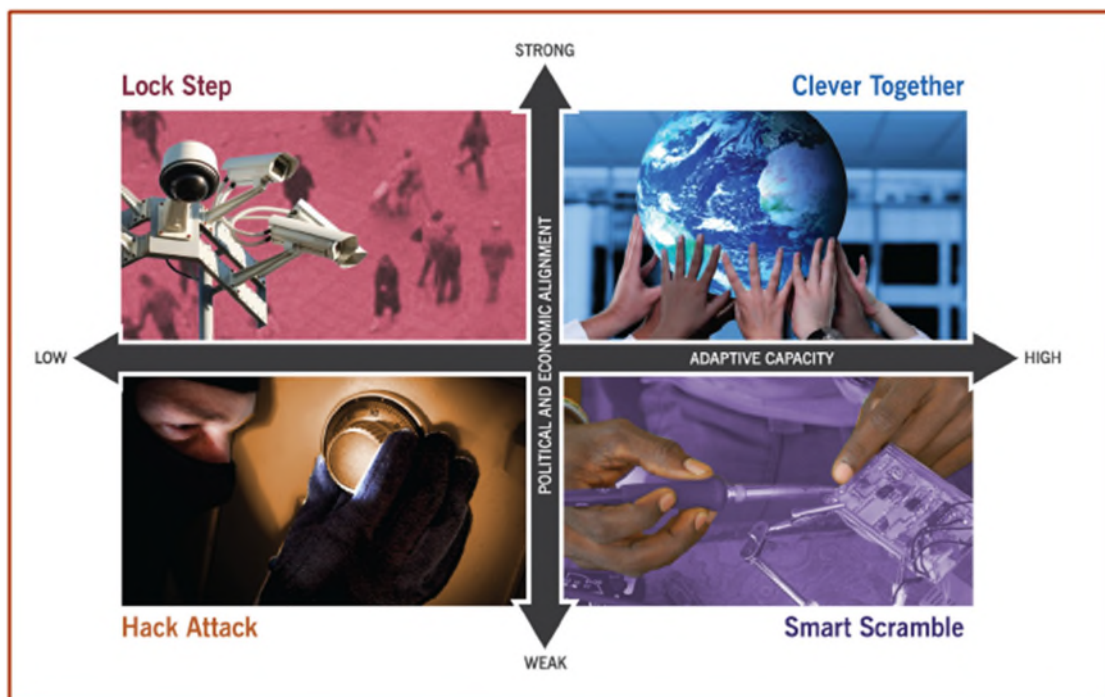 STRONG
Lock Step
Clever Together
POLITICAL AND ECONOMIC ALIGNMENT
LOW
ADAPTIVE CAPACITY
HIGH
Hack Attack
Smart Scramble
WEAK